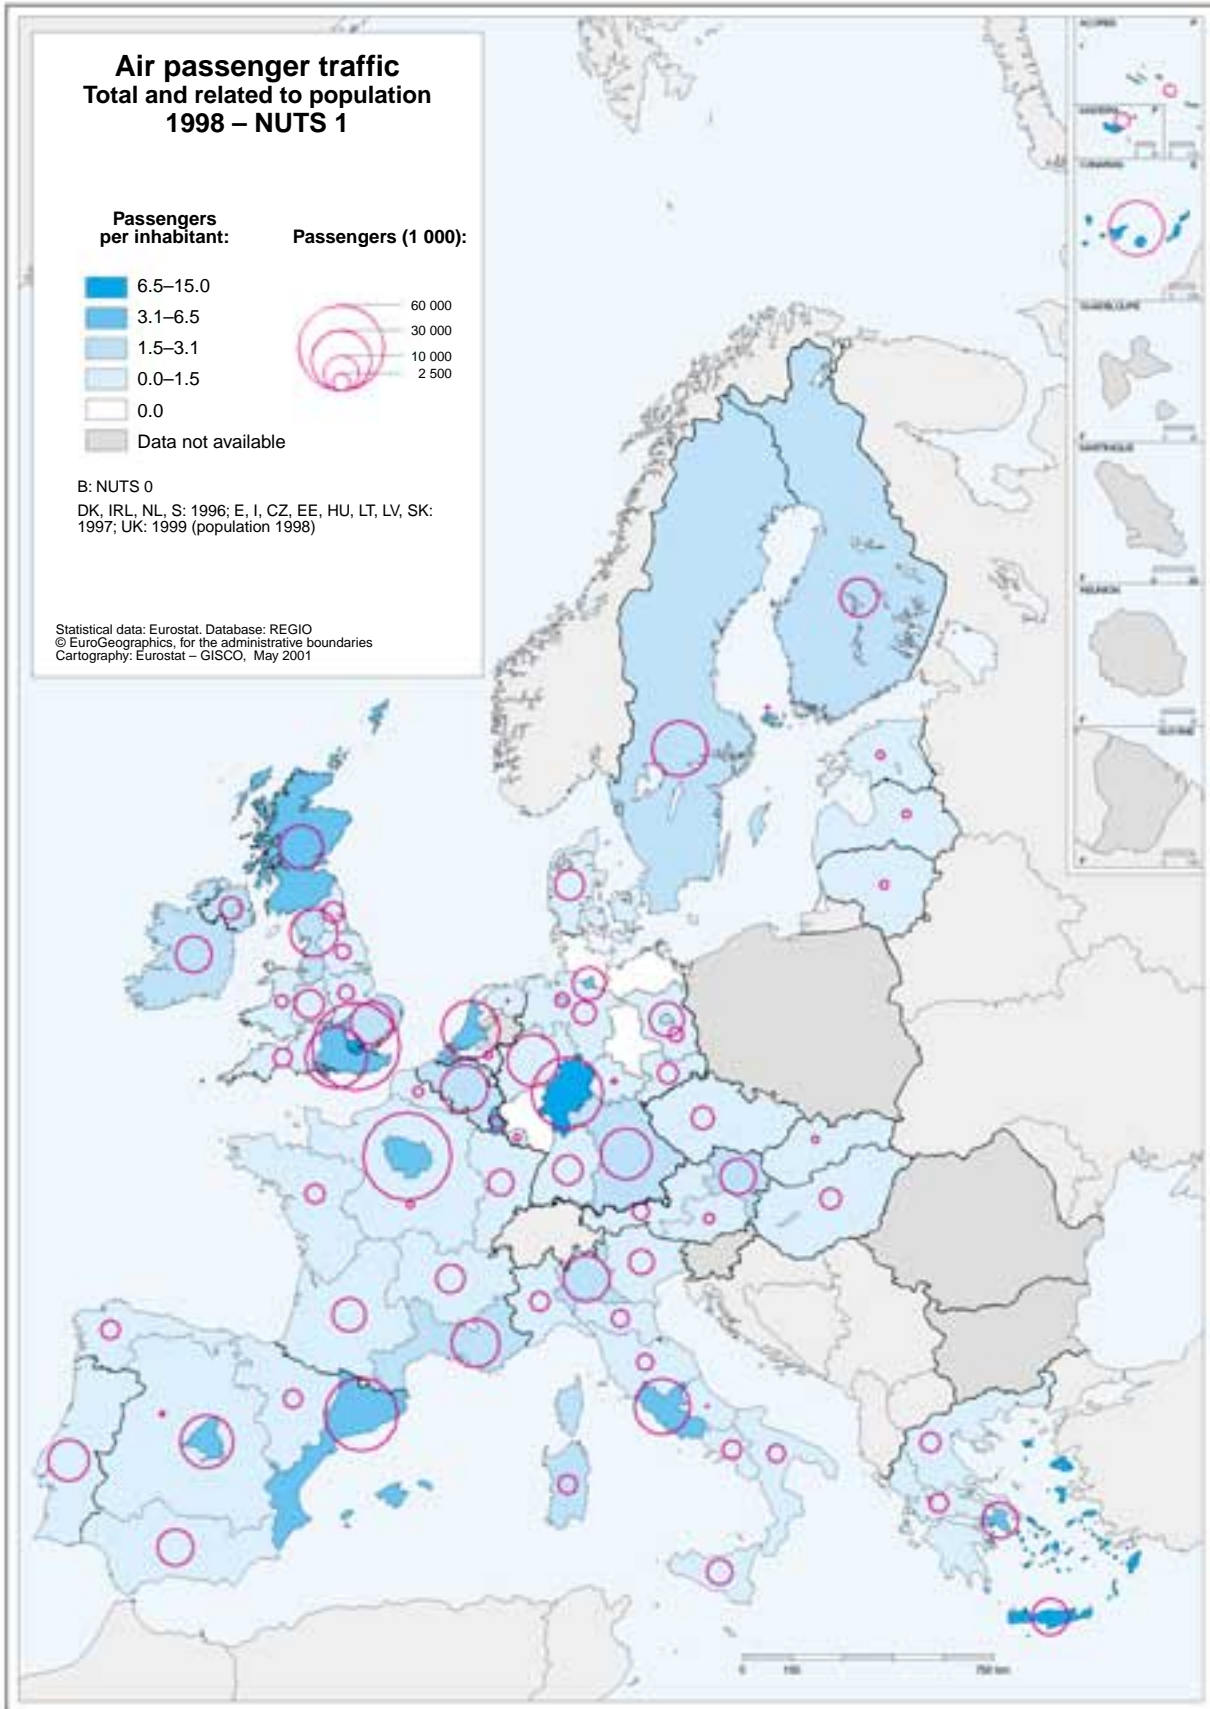 Air passenger traffic
Total and related to population
1998 – NUTS 1
Passengers
per inhabitant:
6.5–15.0
3.1–6.5
1.5–3.1
0.0–1.5
0.0
Data not available
Passengers (1 000):
60 000
30 000
10 000
2 500
B: NUTS 0
DK, IRL, NL, S: 1996; E, I, CZ, EE, HU, LT, LV, SK:
1997; UK: 1999 (population 1998)
Statistical data: Eurostat. Database: REGIO
© EuroGeographics, for the administrative boundaries
Cartography: Eurostat – GISCO, May 2001
GUADELOUPE
MARTINIQUE
REUNION
GUYANE
0 150 750 km